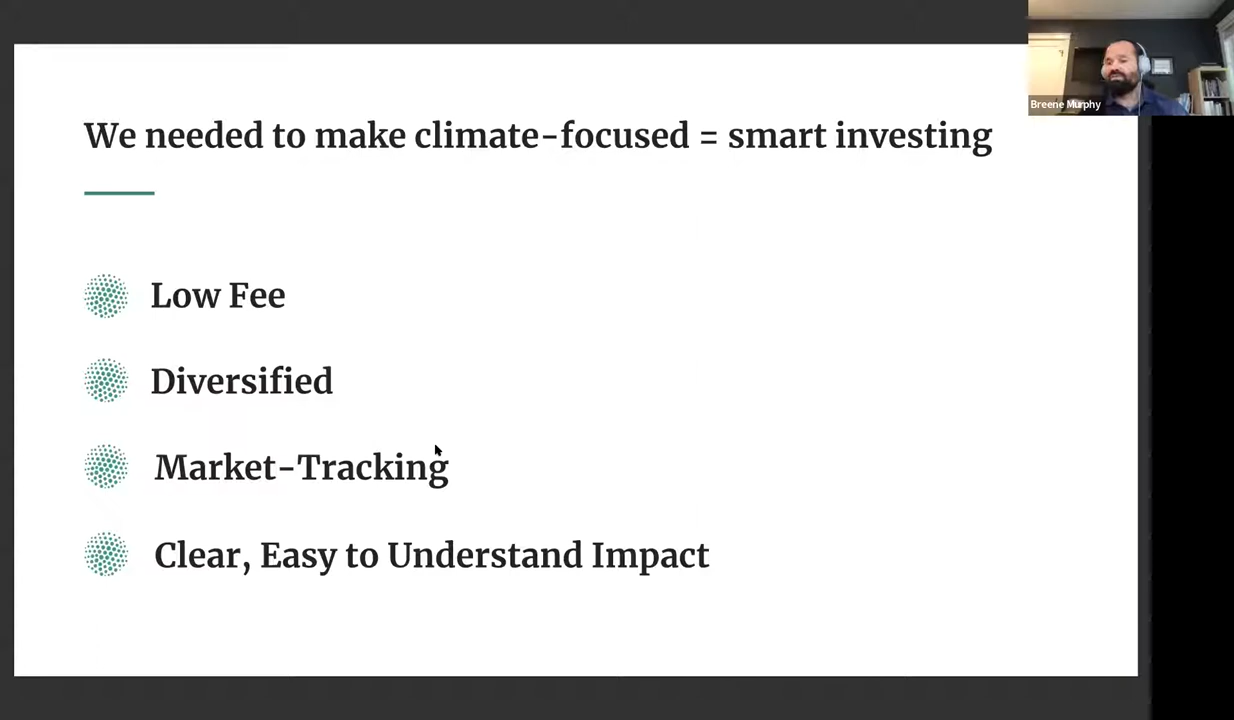 We needed to make climate-focused = smart investing
Low Fee
Diversified
Market-Tracking
Clear, Easy to Understand Impact
Breene Murphy